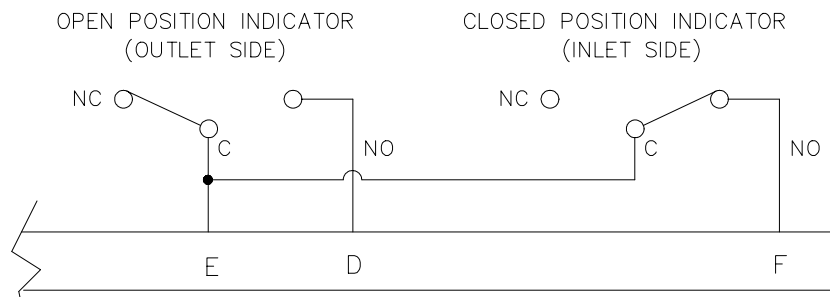 OPEN POSITION INDICATOR
(OUTLET SIDE)
CLOSED POSITION INDICATOR
(INLET SIDE)
NC
NC
C
NO
C
NO
E
D
F